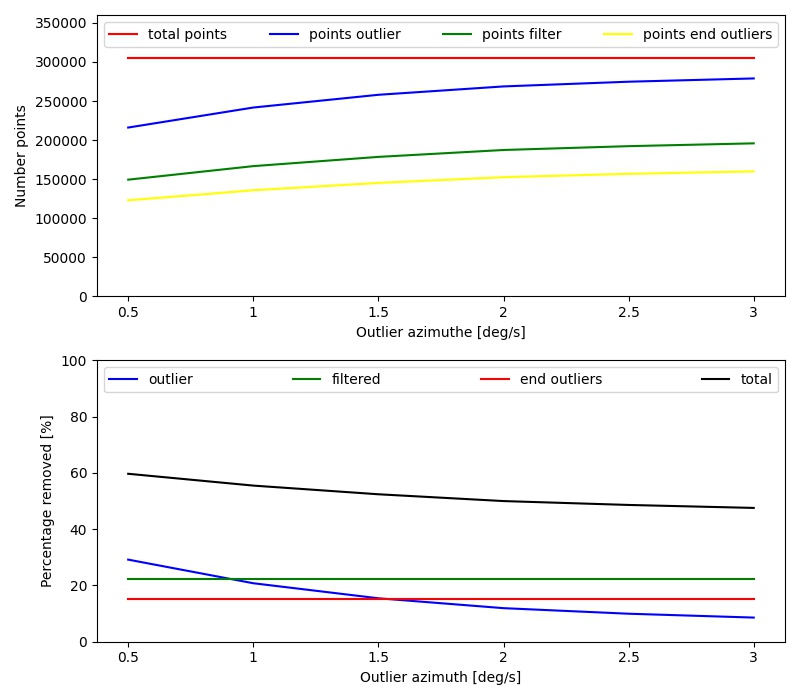 350000
300000
250000
200000
150000
100000
50000
0
Number points
total points points outlier points filter points end outliers
0.5 1 1.5 2 2.5 3
Outlier azimuthe [deg/s]
100
80
60
40
20
0
Percentage removed [%]
outlier filtered end outliers total
0.5 1 1.5 2 2.5 3
Outlier azimuth [deg/s]